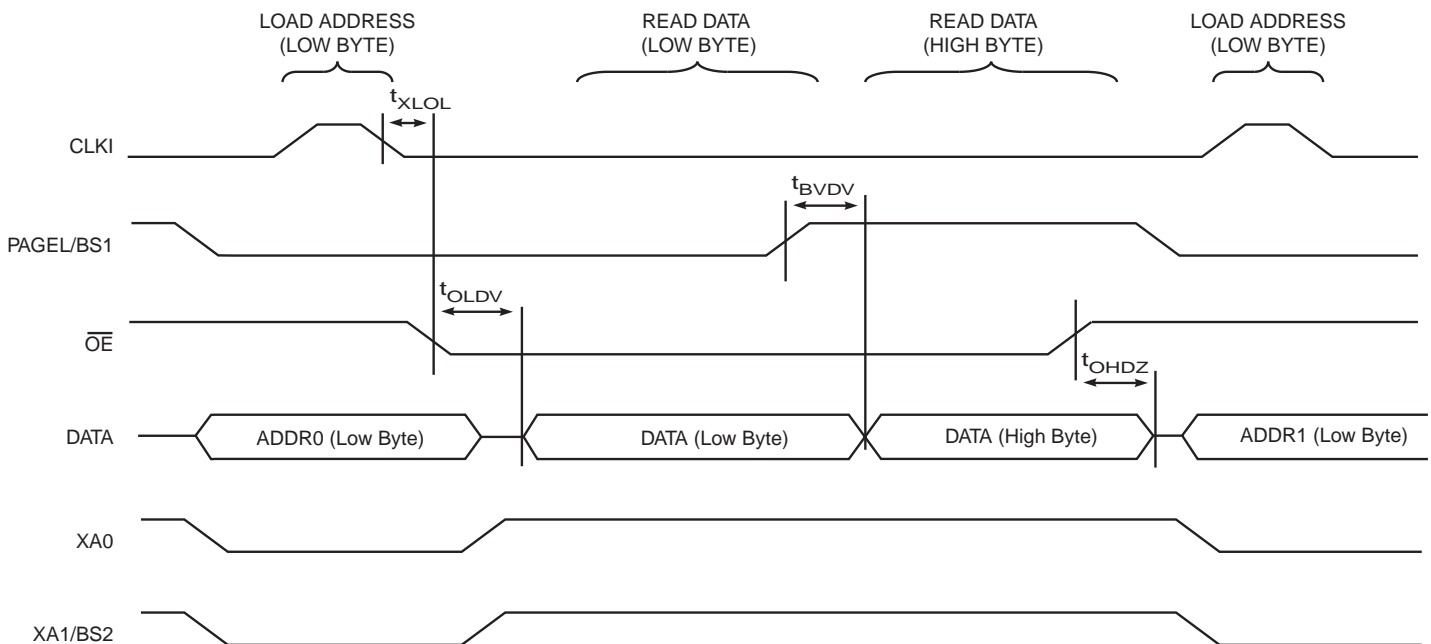 LOAD ADDRESS
(LOW BYTE)
READ DATA
(LOW BYTE)
READ DATA
(HIGH BYTE)
LOAD ADDRESS
(LOW BYTE)
tXLOL
CLKI
tBVDV
PAGEL/BS1
tOLDV
OE
tOHDZ
DATA
ADDR0 (Low Byte)
DATA (Low Byte)
DATA (High Byte)
ADDR1 (Low Byte)
XA0
XA1/BS2